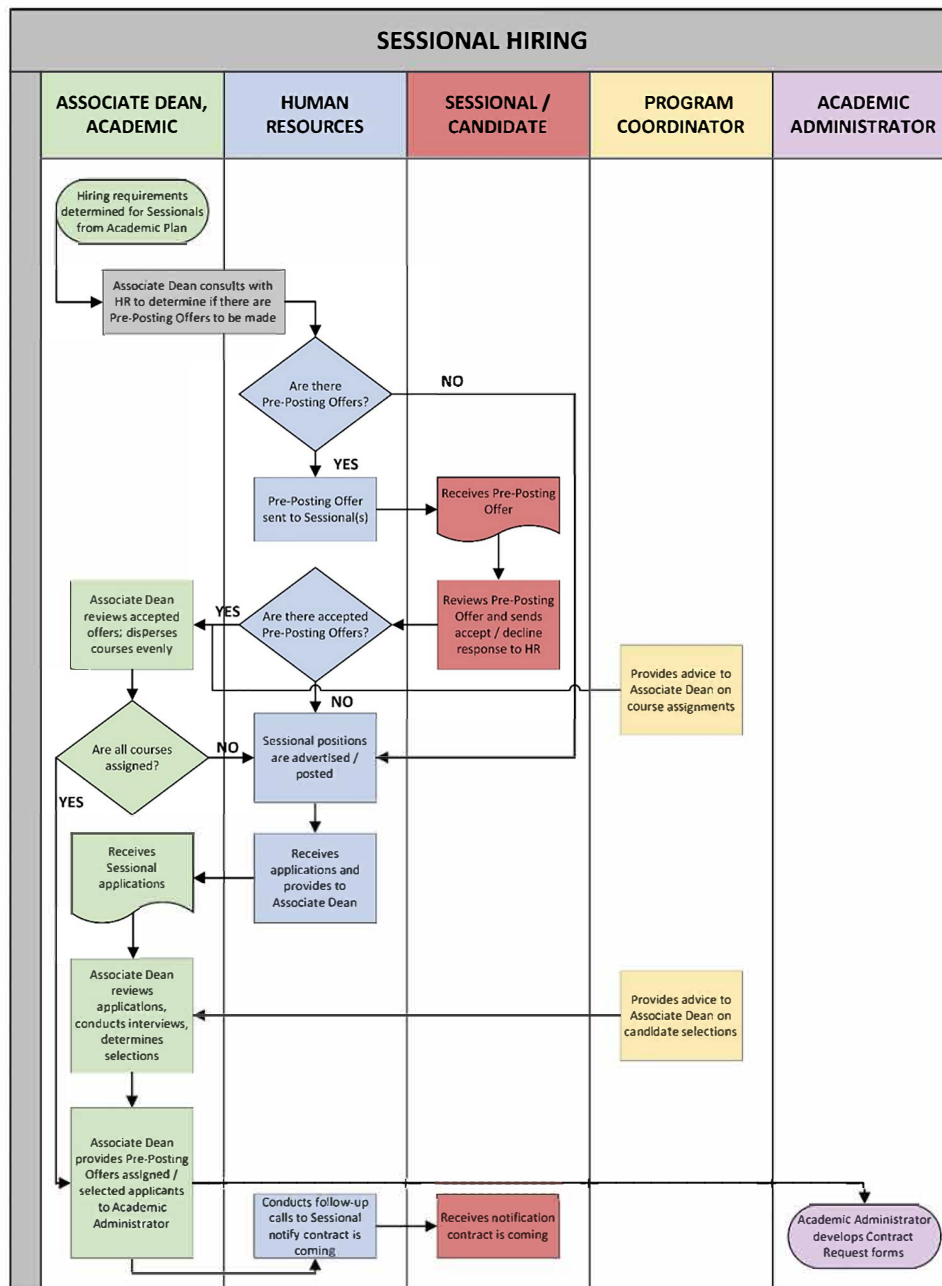 SESSIONAL HIRING
ASSOCIATE DEAN,
ACADEMIC
HUMAN
RESOURCES
SESSIONAL /
CANDIDATE
PROGRAM
COORDINATOR
ACADEMIC
ADMINISTRATOR
Hiring requirements
determined for Sessionals
from Academic Plan
Associate Dean consults with
HR to determine if there are
Pre-Posting Offers to be made
Are there
Pre-Posting Offers?
NO
YES
Pre-Posting Offer
sent to Sessional(s)
Receives Pre-Posting
Offer
Associate Dean
reviews accepted
offers; disperses
courses evenly
YES
Are there accepted
Pre-Posting Offers?
Reviews Pre-Posting
Offer and sends
accept / decline
response to HR
Provides advice to
Associate Dean on
course assignments
NO
Are all courses
assigned?
NO
YES
Sessional positions
are advertised /
posted
Receives
Sessional
applications
Receives
applications and
provides to
Associate Dean
Associate Dean
reviews
applications,
conducts interviews,
determines
selections
Provides advice to
Associate Dean on
candidate selections
Associate Dean
provides Pre-Posting
Offers assigned /
selected applicants
to Academic
Administrator
Conducts follow-up
calls to Sessional
notify contract is
coming
Receives notification
contract is coming
Academic Administrator
develops Contract
Request forms